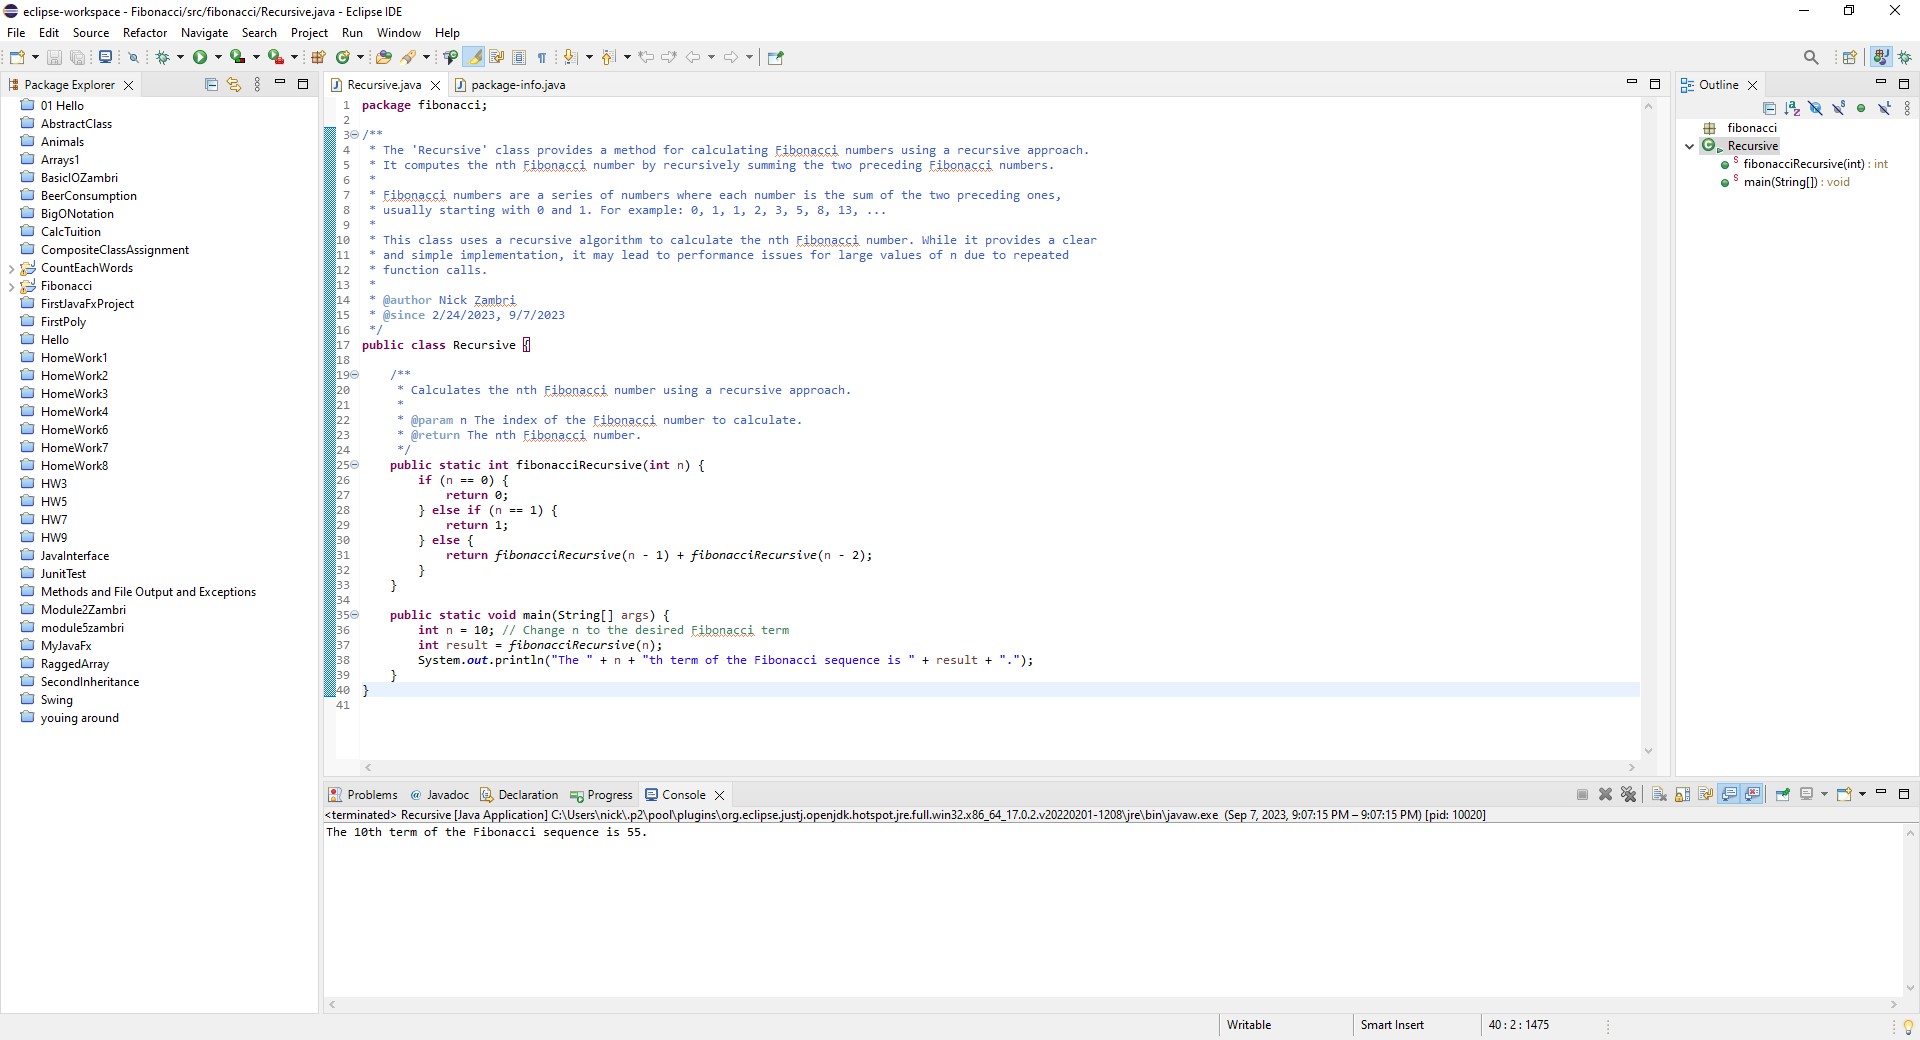 eclipse-workspace - Fibonacci/src/fibonacci/Recursive.java - Eclipse IDE
File Edit Source Refactor Navigate Search Project Run Window Help
Package Explorer
01 Hello
AbstractClass
Animals
Arrays1
BasicIOZambri
BeerConsumption
BigONotation
CalcTuition
CompositeClassAssignment
CountEachWords
Fibonacci
FirstJavaFxProject
FirstPoly
Hello
HomeWork1
HomeWork2
HomeWork3
HomeWork4
HomeWork6
HomeWork7
HomeWork8
HW3
HW5
HW7
HW9
JavaInterface
JunitTest
Methods and File Output and Exceptions
Module2Zambri
module5zambri
MyJavaFx
RaggedArray
SecondInheritance
Swing
youing around
Recursive.java package-info.java
1 package fibonacci;
2
3 /**
4 * The 'Recursive' class provides a method for calculating Fibonacci numbers using a recursive approach.
5 * It computes the nth Fibonacci number by recursively summing the two preceding Fibonacci numbers.
6 *
7 * Fibonacci numbers are a series of numbers where each number is the sum of the two preceding ones,
8 * usually starting with 0 and 1. For example: 0, 1, 1, 2, 3, 5, 8, 13, ...
9 *
10 * This class uses a recursive algorithm to calculate the nth Fibonacci number. While it provides a clear
11 * and simple implementation, it may lead to performance issues for large values of n due to repeated
12 * function calls.
13 *
14 * @author Nick Zambri
15 * @since 2/24/2023, 9/7/2023
16 */
17 public class Recursive {
18
19 /**
20 * Calculates the nth Fibonacci number using a recursive approach.
21 *
22 * @param n The index of the Fibonacci number to calculate.
23 * @return The nth Fibonacci number.
24 */
25 public static int fibonacciRecursive(int n) {
26 if (n == 0) {
27 return 0;
28 } else if (n == 1) {
29 return 1;
30 } else {
31 return fibonacciRecursive(n - 1) + fibonacciRecursive(n - 2);
32 }
33 }
34
35 public static void main(String[] args) {
36 int n = 10; // Change n to the desired Fibonacci term
37 int result = fibonacciRecursive(n);
38 System.out.println("The " + n + "th term of the Fibonacci sequence is " + result + ".");
39 }
40 }
41
Outline
fibonacci
Recursive
fibonacciRecursive(int) : int
main(String[]) : void
Problems @ Javadoc Declaration Progress Console
<terminated> Recursive [Java Application] C:\Users\nick\.p2\pool\plugins\org.eclipse.justj.openjdk.hotspot.jre.full.win32.x86_64_17.0.2.v20220201-1208\jre\bin\javaw.exe (Sep 7, 2023, 9:07:15 PM – 9:07:15 PM) [pid: 10020]
The 10th term of the Fibonacci sequence is 55.
Writable Smart Insert 40 : 2 : 1475